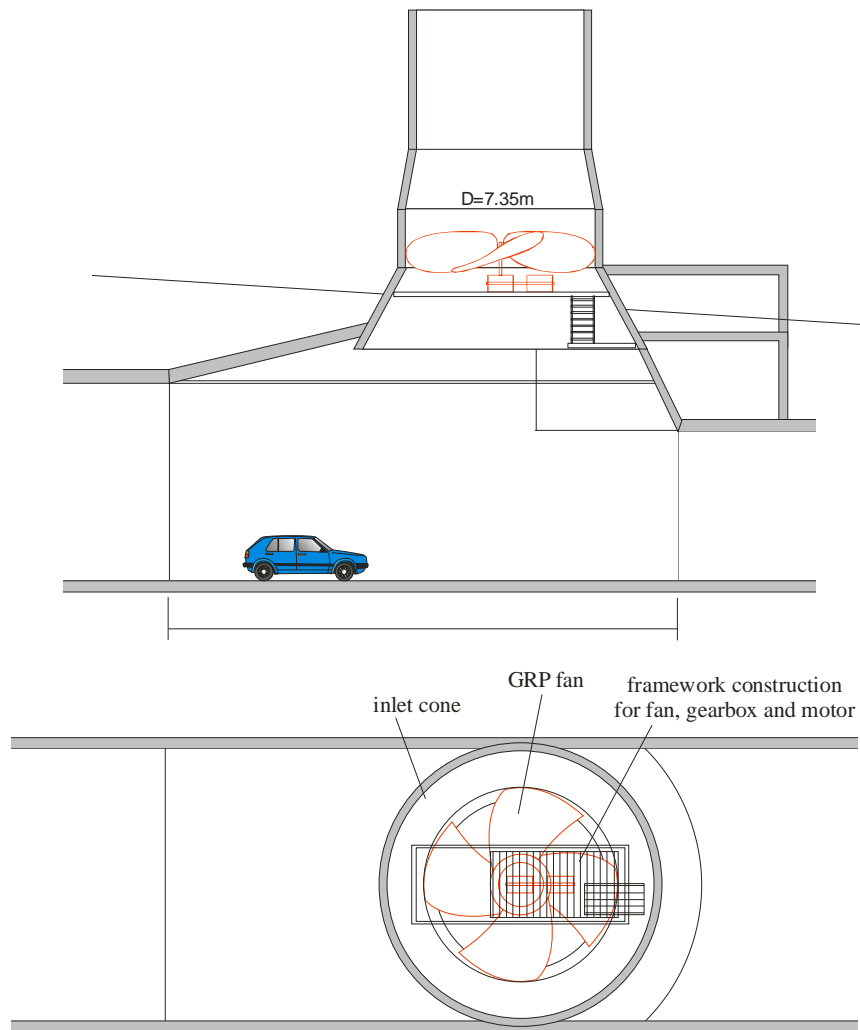 D=7.35m
GRP fan
inlet cone
framework construction
for fan, gearbox and motor